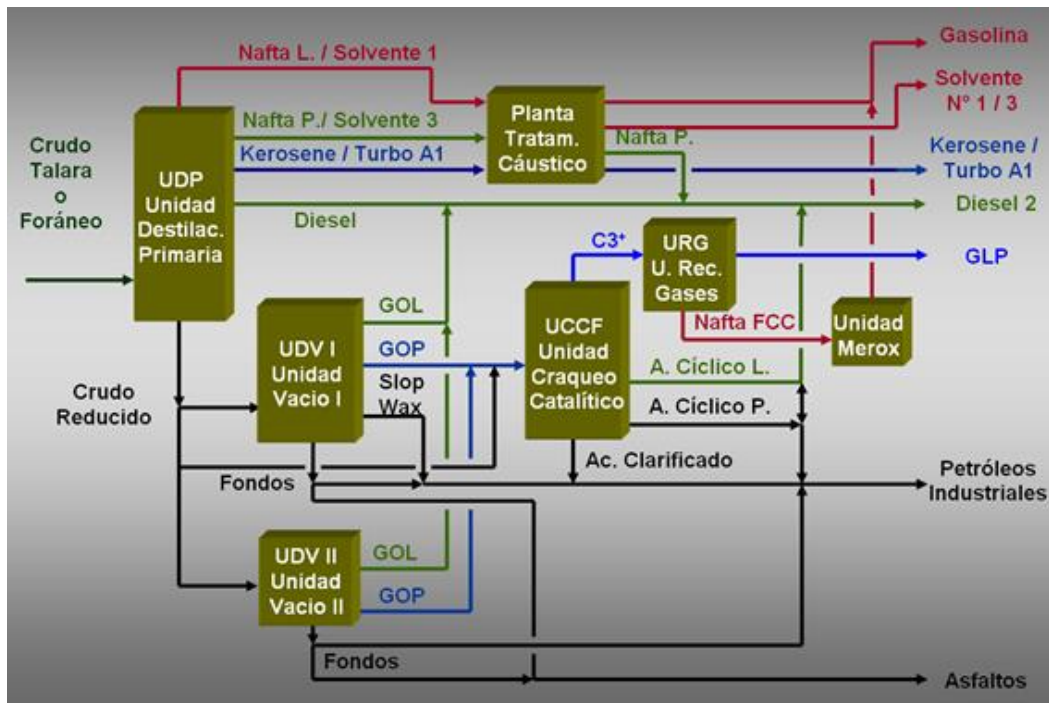 Nafta L. / Solvente 1
Gasolina
Solvente
N° 1 / 3
Planta
Tratam.
Cáustico
Nafta P./ Solvente 3
Nafta P.
Crudo
Talara
o
Foráneo
UDP
Unidad
Destilac.
Primaria
Kerosene / Turbo A1
Kerosene /
Turbo A1
Diesel
Diesel 2
C3+
URG
U. Rec.
Gases
GLP
GOL
Nafta FCC
Unidad
Merox
UDV I
Unidad
Vacio I
GOP
UCCF
Unidad
Craqueo
Catalítico
A. Cíclico L.
Slop
Wax
Crudo
Reducido
A. Cíclico P.
Ac. Clarificado
Fondos
Petróleos
Industriales
UDV II
Unidad
Vacio II
GOL
GOP
Fondos
Asfaltos